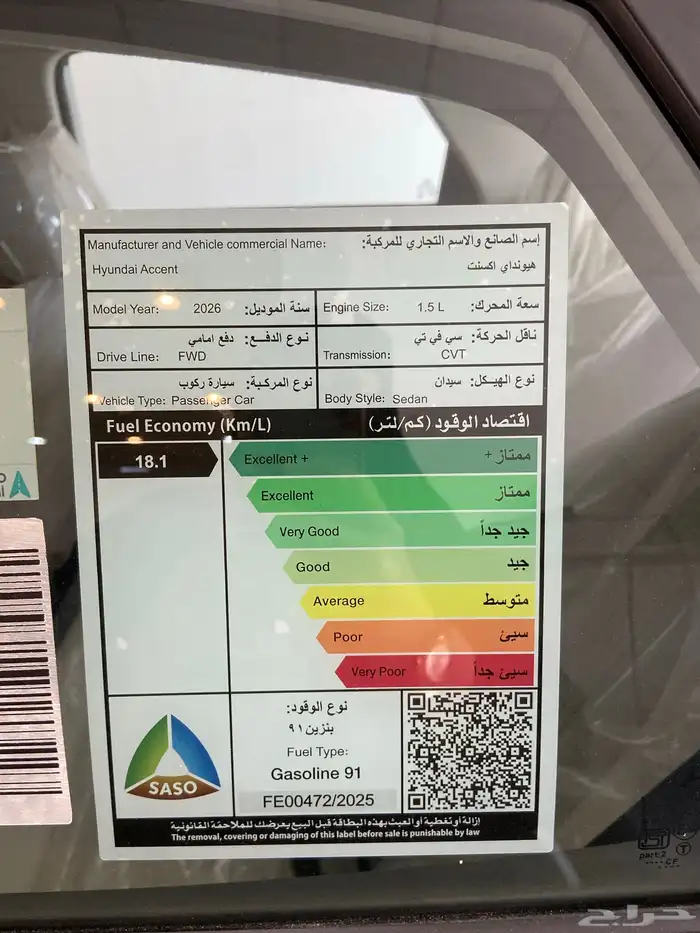 Manufacturer and Vehicle commercial Name: إسم الصانع والاسم التجاري للمركبة:
Hyundai Accent هيونداي اكسنت
Model Year: 2026 سنة الموديل: Engine Size: 1.5 L سعة المحرك:
نوع الدفع: دفع امامي
Drive Line: FWD
ناقل الحركة: سي في تي
Transmission: CVT
نوع المركبة: سيارة ركوب
Vehicle Type: Passenger Car
نوع الهيكل: سيدان
Body Style: Sedan
Fuel Economy (Km/L) اقتصاد الوقود (كم/لتر)
18.1
Excellent + ممتاز +
Excellent ممتاز
Very Good جيد جداً
Good جيد
Average متوسط
Poor سيئ
Very Poor سيئ جداً
SASO
نوع الوقود:
بنزين ٩١
Fuel Type:
Gasoline 91
FE00472/2025
إزالة أو تغطية أو العبث بهذه البطاقة قبل البيع يعرضك للملاحقة القانونية
The removal, covering or damaging of this label before sale is punishable by law
part:2
حراج